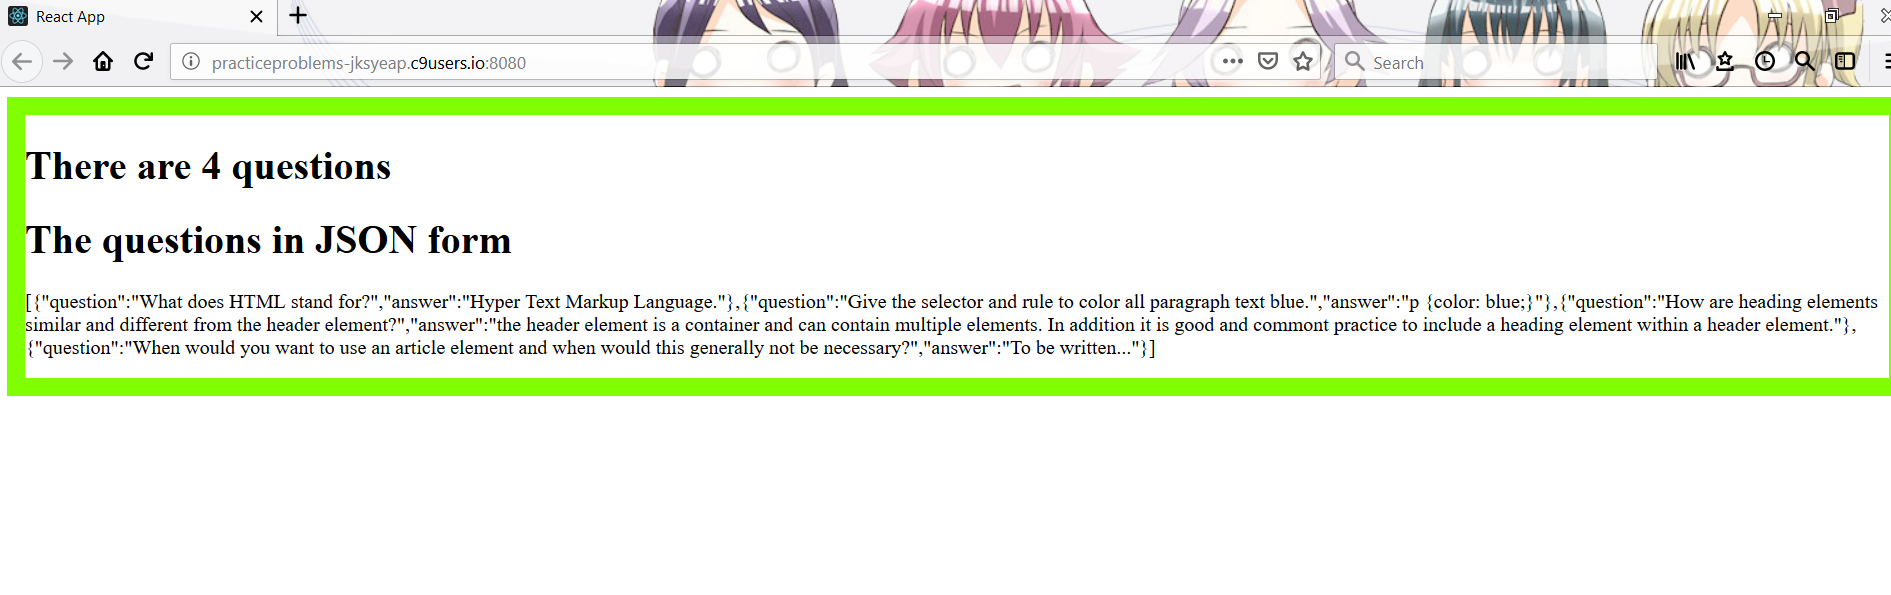 React App
practiceproblems-jksyeap.c9users.io:8080
Search
There are 4 questions
The questions in JSON form
[{"question":"What does HTML stand for?","answer":"Hyper Text Markup Language."},{"question":"Give the selector and rule to color all paragraph text blue.","answer":"p {color: blue;}"},{"question":"How are heading elements
similar and different from the header element?","answer":"the header element is a container and can contain multiple elements. In addition it is good and commont practice to include a heading element within a header element."},
{"question":"When would you want to use an article element and when would this generally not be necessary?","answer":"To be written..."}]